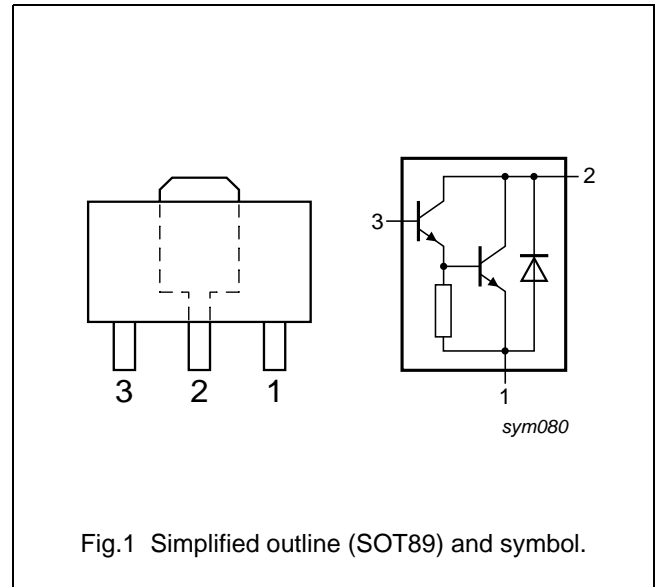 3 2 1
2
3
1
sym080
Fig.1 Simplified outline (SOT89) and symbol.